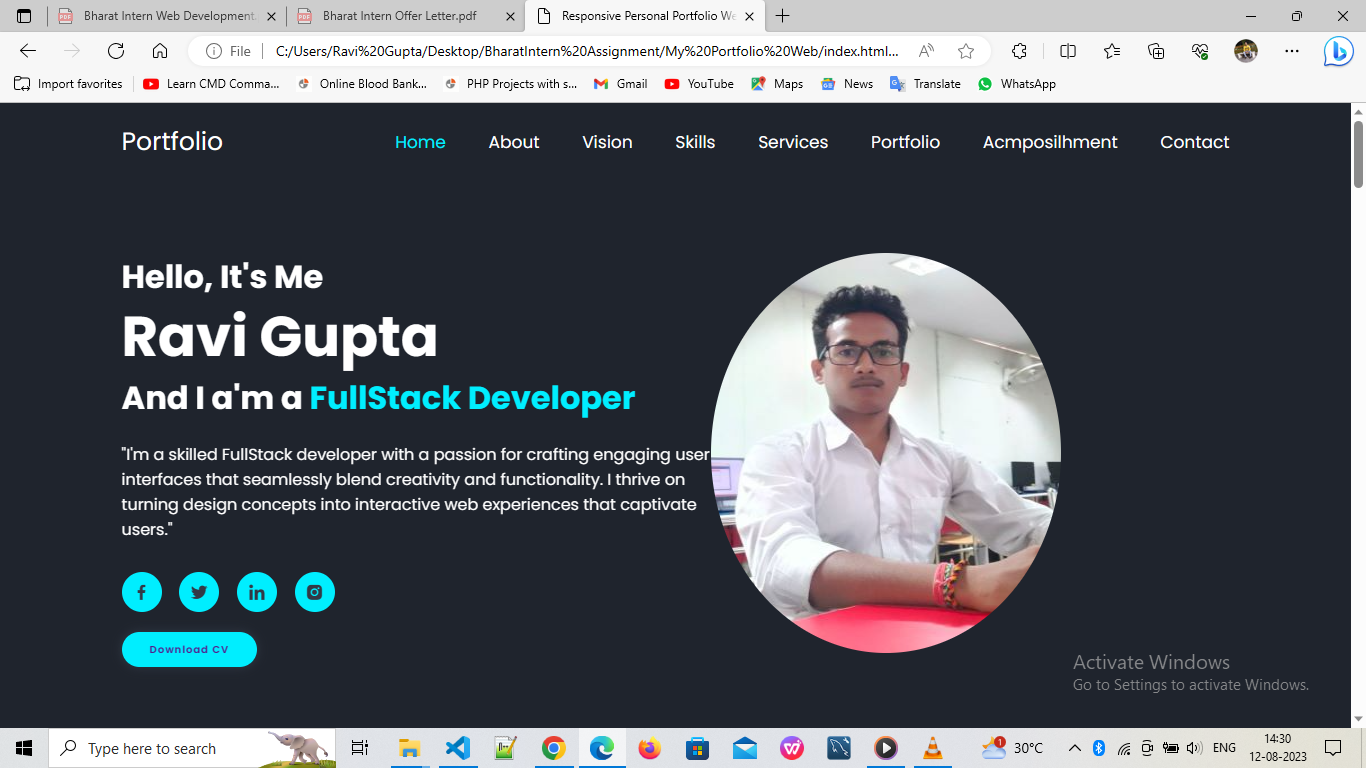 Bharat Intern Web Development.
Bharat Intern Offer Letter.pdf
Responsive Personal Portfolio We
File
C:/Users/Ravi%20Gupta/Desktop/BharatIntern%20Assignment/My%20Portfolio%20Web/index.html...
Import favorites
Learn CMD Comma...
Online Blood Bank...
PHP Projects with s...
Gmail
YouTube
Maps
News
Translate
WhatsApp
Portfolio
Home
About
Vision
Skills
Services
Portfolio
Acmposilhment
Contact
Hello, It's Me
Ravi Gupta
And I a'm a FullStack Developer
"I'm a skilled FullStack developer with a passion for crafting engaging user
interfaces that seamlessly blend creativity and functionality. I thrive on
turning design concepts into interactive web experiences that captivate
users."
Download CV
Activate Windows
Go to Settings to activate Windows.
Type here to search
1
30°C
ENG
14:30
12-08-2023